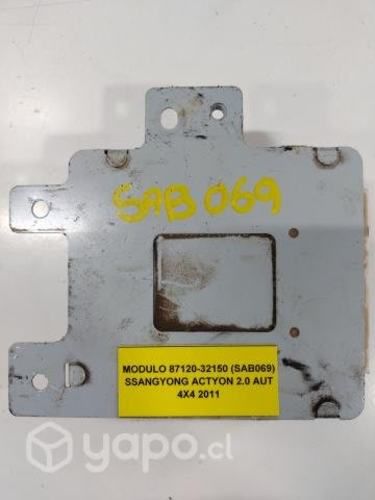 SAB 069
MODULO 87120-32150 (SAB069)
SSANGYONG ACTYON 2.0 AUT
4X4 2011
yapo.cl